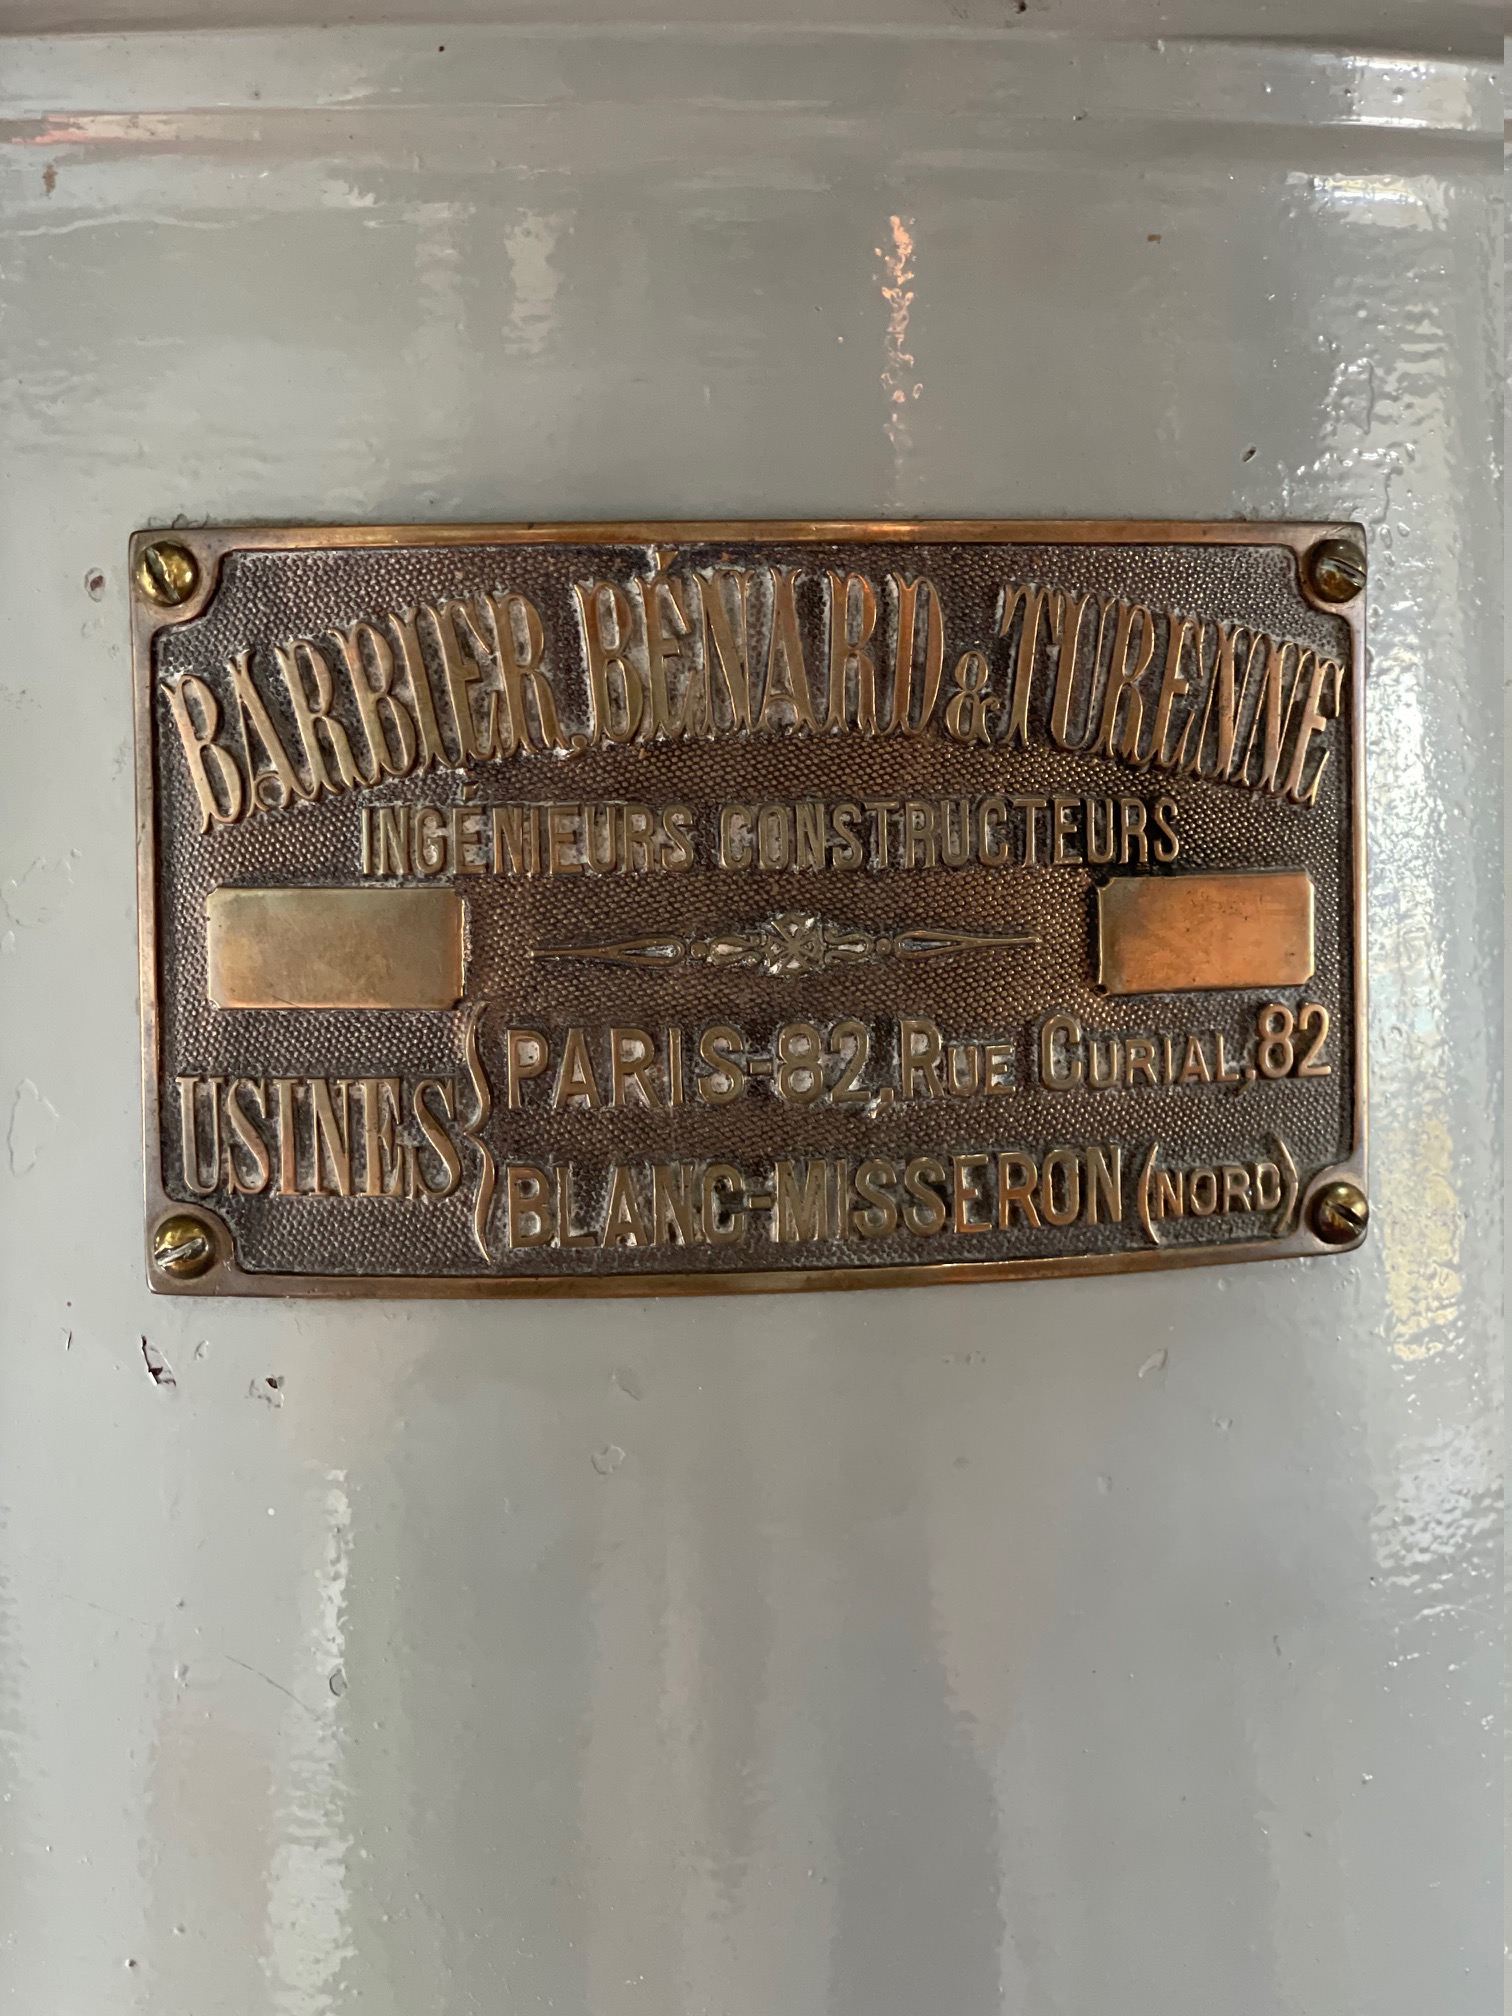 BARBIER, BÉNARD & TURENNE
INGÉNIEURS CONSTRUCTEURS
USINES
PARIS-82, RUE CURIAL, 82
BLANC-MISSERON (NORD)